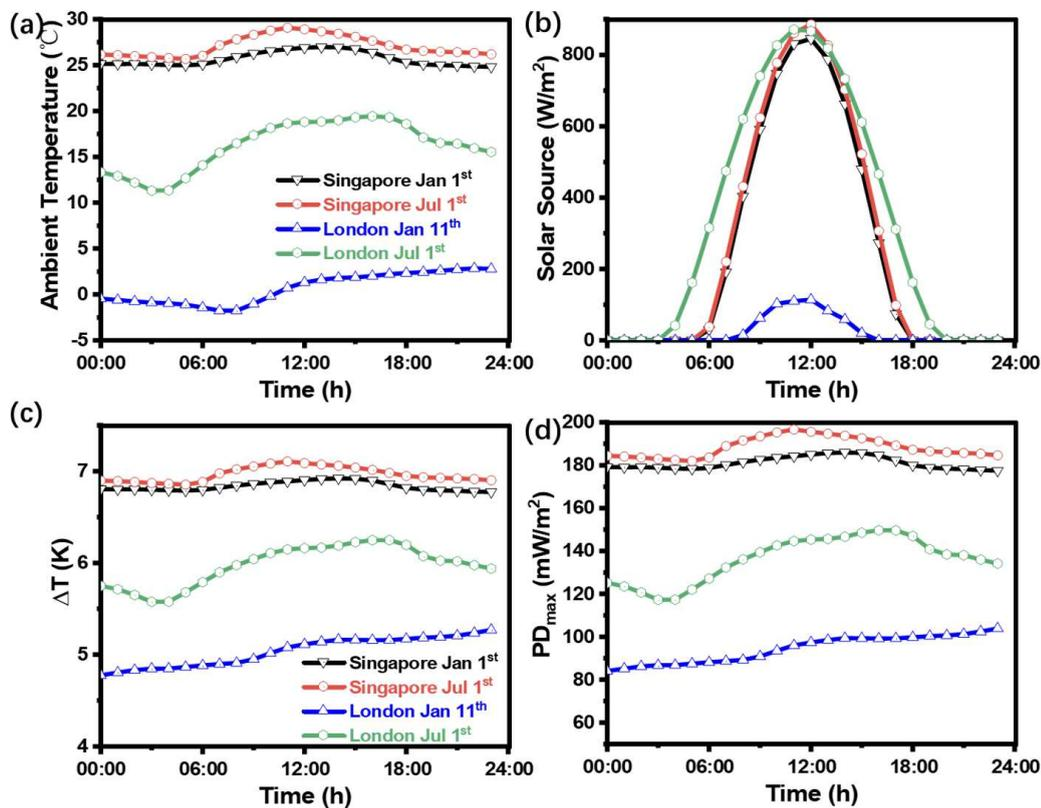 (a)
Ambient Temperature (℃)
30
25
20
15
10
5
0
-5
Singapore Jan 1st
Singapore Jul 1st
London Jan 11th
London Jul 1st
00:00 06:00 12:00 18:00 24:00
Time (h)
(b)
Solar Source (W/m2)
800
600
400
200
0
00:00 06:00 12:00 18:00 24:00
Time (h)
(c)
ΔT (K)
7
6
5
4
Singapore Jan 1st
Singapore Jul 1st
London Jan 11th
London Jul 1st
00:00 06:00 12:00 18:00 24:00
Time (h)
(d)
PDmax (mW/m2)
200
180
160
140
120
100
80
60
00:00 06:00 12:00 18:00 24:00
Time (h)